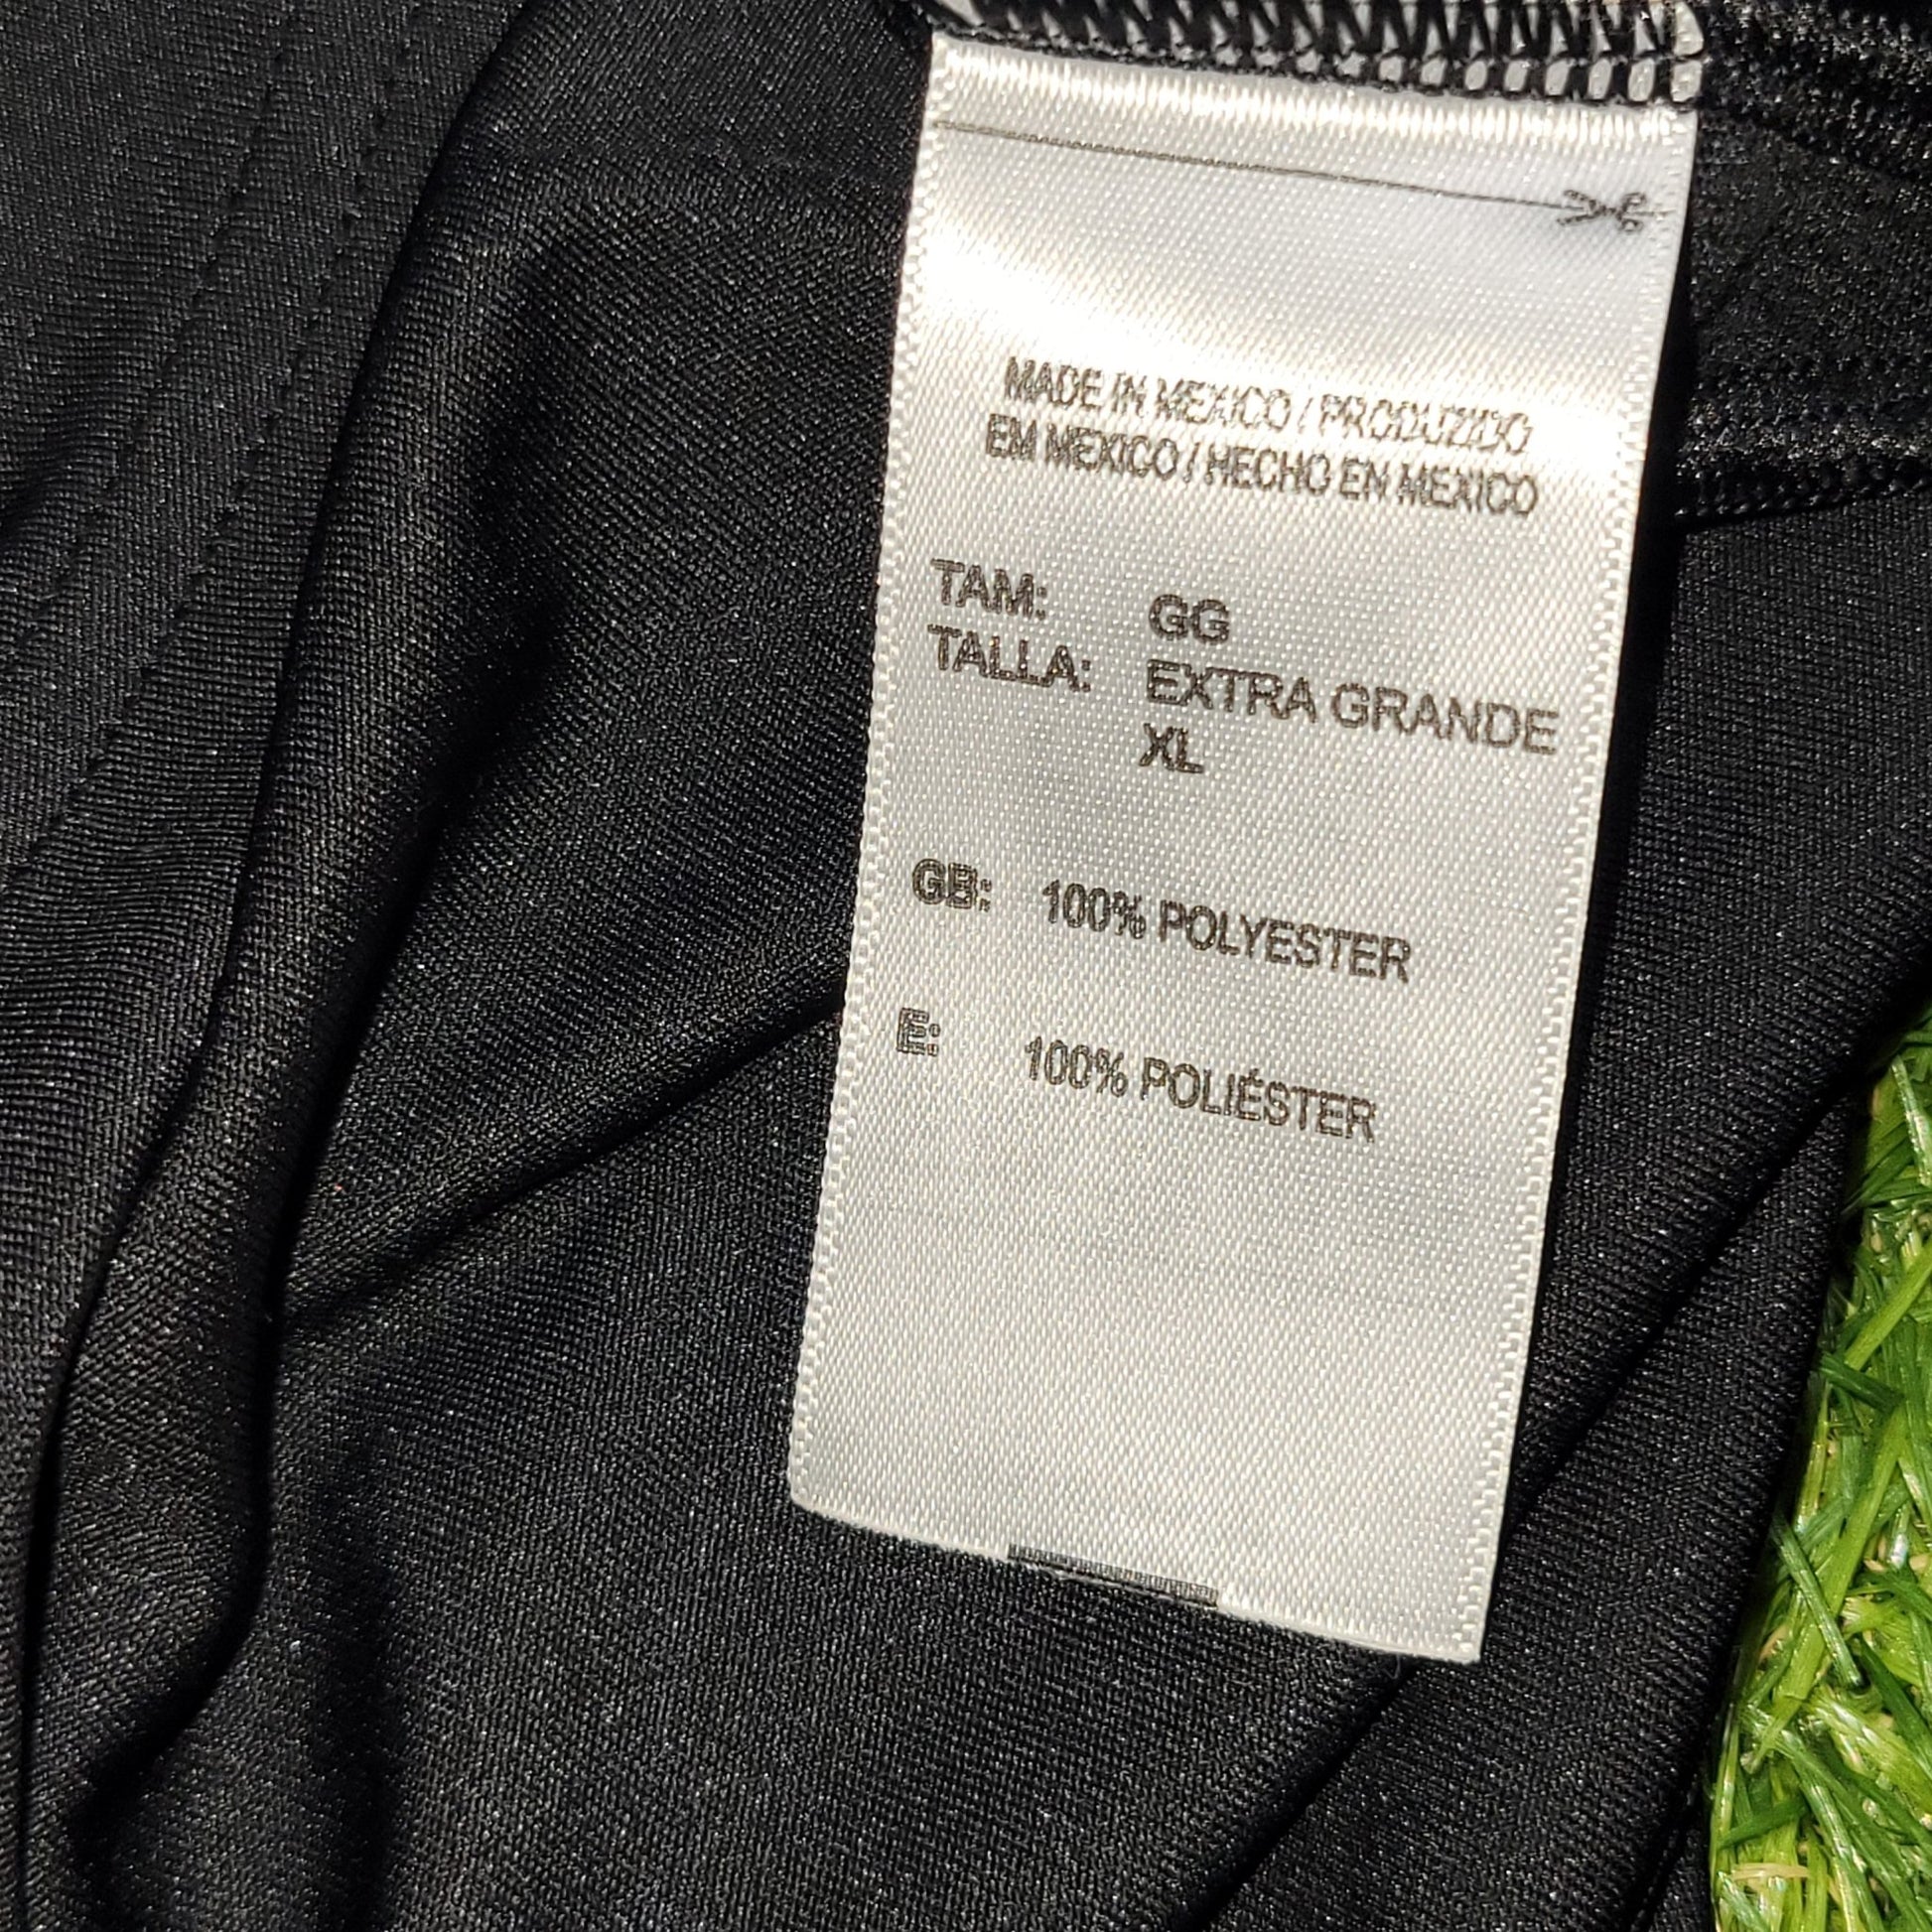 MADE IN MEXICO / PRODUZIDO
EM MEXICO / HECHO EN MEXICO
TAM: GG
TALLA: EXTRA GRANDE
XL
GB: 100% POLYESTER
E: 100% POLIÉSTER